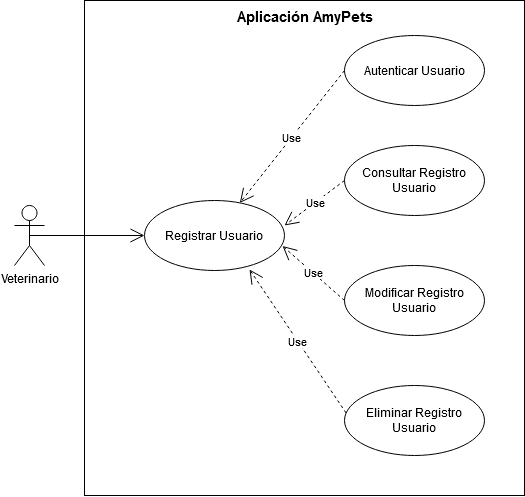 Aplicación AmyPets
Autenticar Usuario
Use
Consultar Registro
Usuario
Use
Registrar Usuario
Veterinario
Use
Modificar Registro
Usuario
Use
Eliminar Registro
Usuario